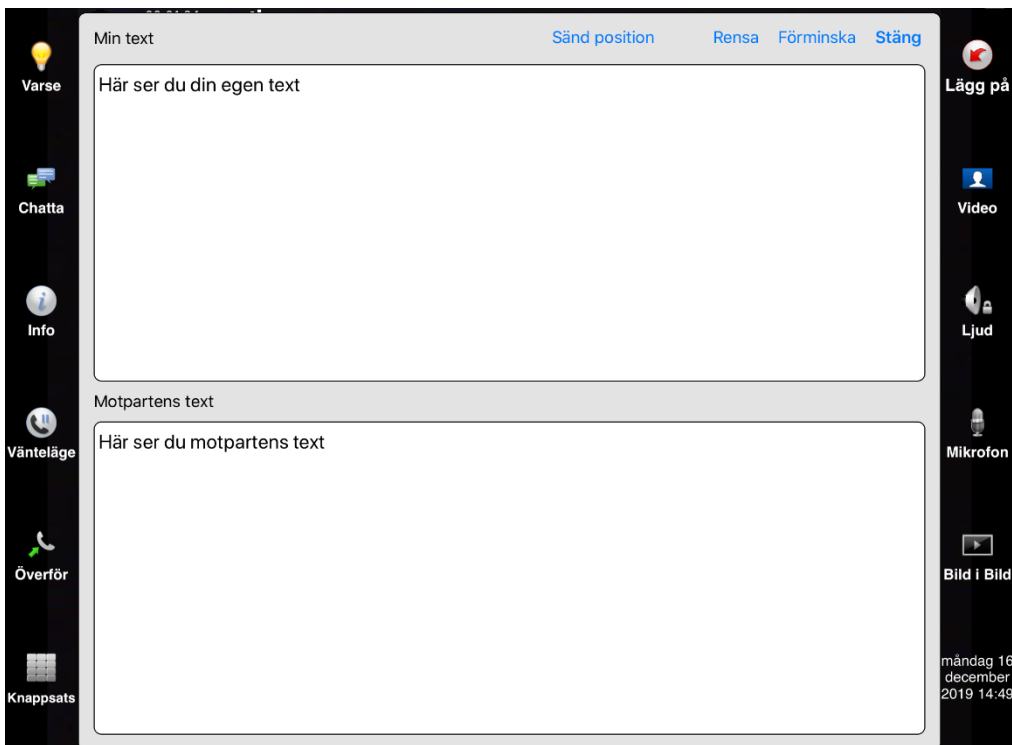 Min text
Sänd position
Rensa
Förminska
Stäng
Här ser du din egen text
Motpartens text
Här ser du motpartens text
Varse
Chatta
Info
Vänteläge
Överför
Knappsats
Lägg på
Video
Ljud
Mikrofon
Bild i Bild
måndag 16
december
2019 14:49